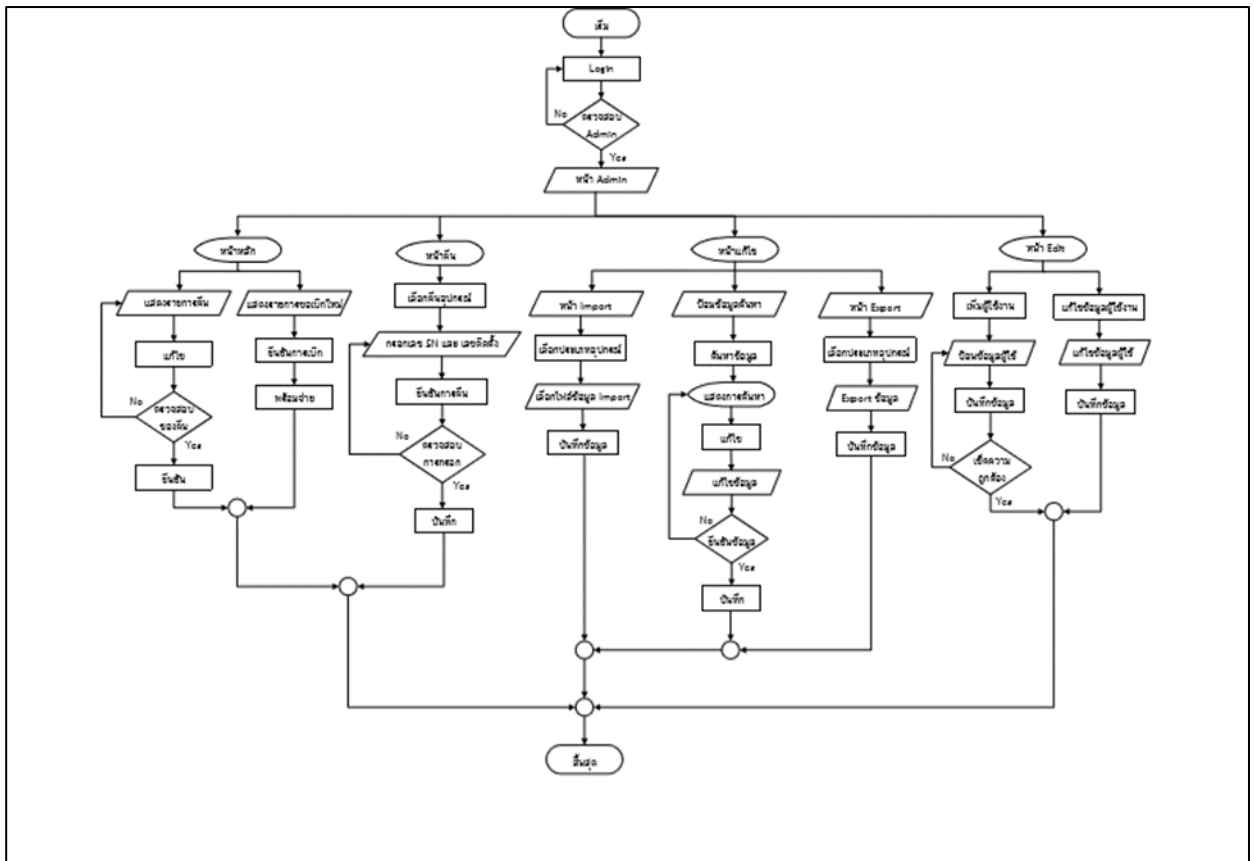 เริ่ม
Login
No
ตรวจสอบ
Admin
Yes
หน้า Admin
หน้าหลัก
หน้าคืน
หน้าแก้ไข
หน้า Edit
แสดงรายการคืน
แสดงรายการขอเบิกใหม่
เลือกคืนอุปกรณ์
หน้า Import
ป้อนข้อมูลค้นหา
หน้า Export
เพิ่มผู้ใช้งาน
แก้ไขข้อมูลผู้ใช้งาน
แก้ไข
ยืนยันการเบิก
กรอกเลข SN และ เลขติดตั้ง
เลือกประเภทอุปกรณ์
ค้นหาข้อมูล
เลือกประเภทอุปกรณ์
ป้อนข้อมูลผู้ใช้
แก้ไขข้อมูลผู้ใช้
No
ตรวจสอบ
ของคืน
พร้อมจ่าย
ยืนยันการคืน
เลือกไฟล์ข้อมูล Import
แสดงการค้นหา
Export ข้อมูล
บันทึกข้อมูล
บันทึกข้อมูล
Yes
ยืนยัน
No
ตรวจสอบ
การกรอก
บันทึกข้อมูล
แก้ไข
บันทึกข้อมูล
No
เช็คความ
ถูกต้อง
Yes
Yes
บันทึก
แก้ไขข้อมูล
No
ยืนยันข้อมูล
Yes
บันทึก
สิ้นสุด